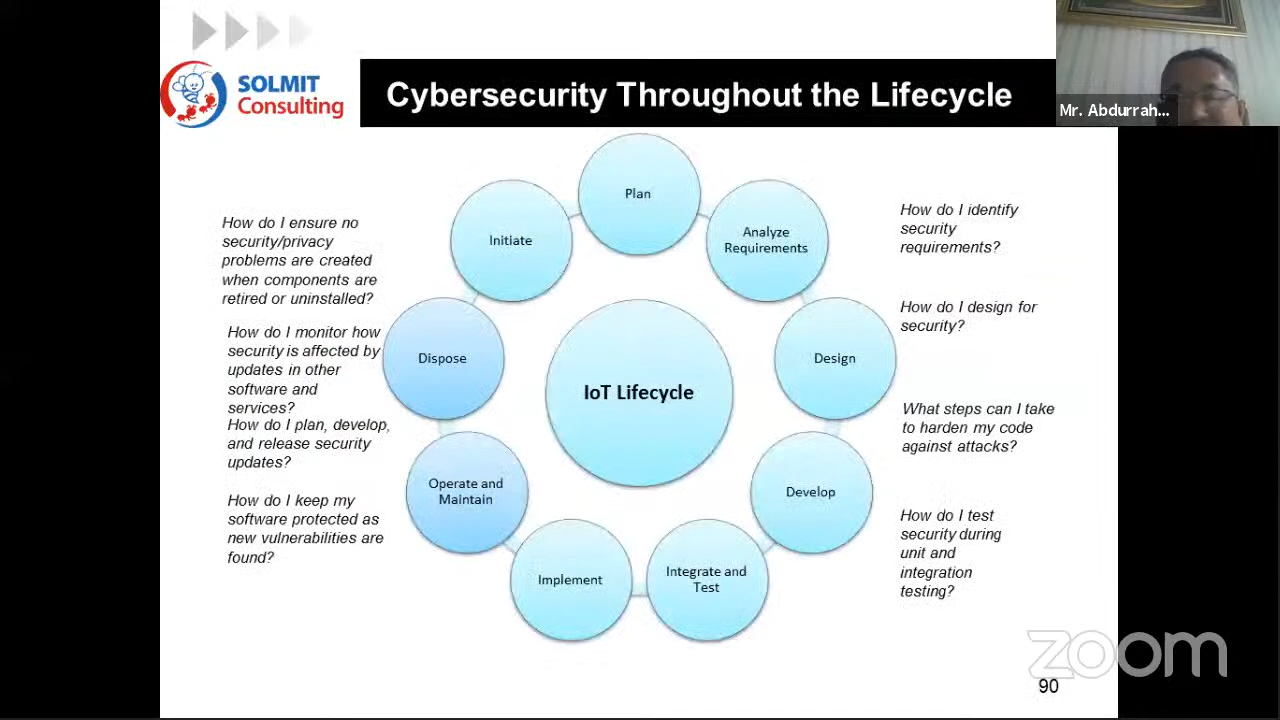 SOLMIT
Consulting
Cybersecurity Throughout the Lifecycle
Mr. Abdurrah...
Plan
Initiate
Analyze
Requirements
How do I ensure no
security/privacy
problems are created
when components are
retired or uninstalled?
How do I identify
security
requirements?
How do I monitor how
security is affected by
updates in other
software and
services?
Dispose
Design
How do I design for
security?
IoT Lifecycle
How do I plan, develop,
and release security
updates?
What steps can I take
to harden my code
against attacks?
Operate and
Maintain
Develop
How do I keep my
software protected as
new vulnerabilities are
found?
How do I test
security during
unit and
integration
testing?
Implement
Integrate and
Test
zoom
90